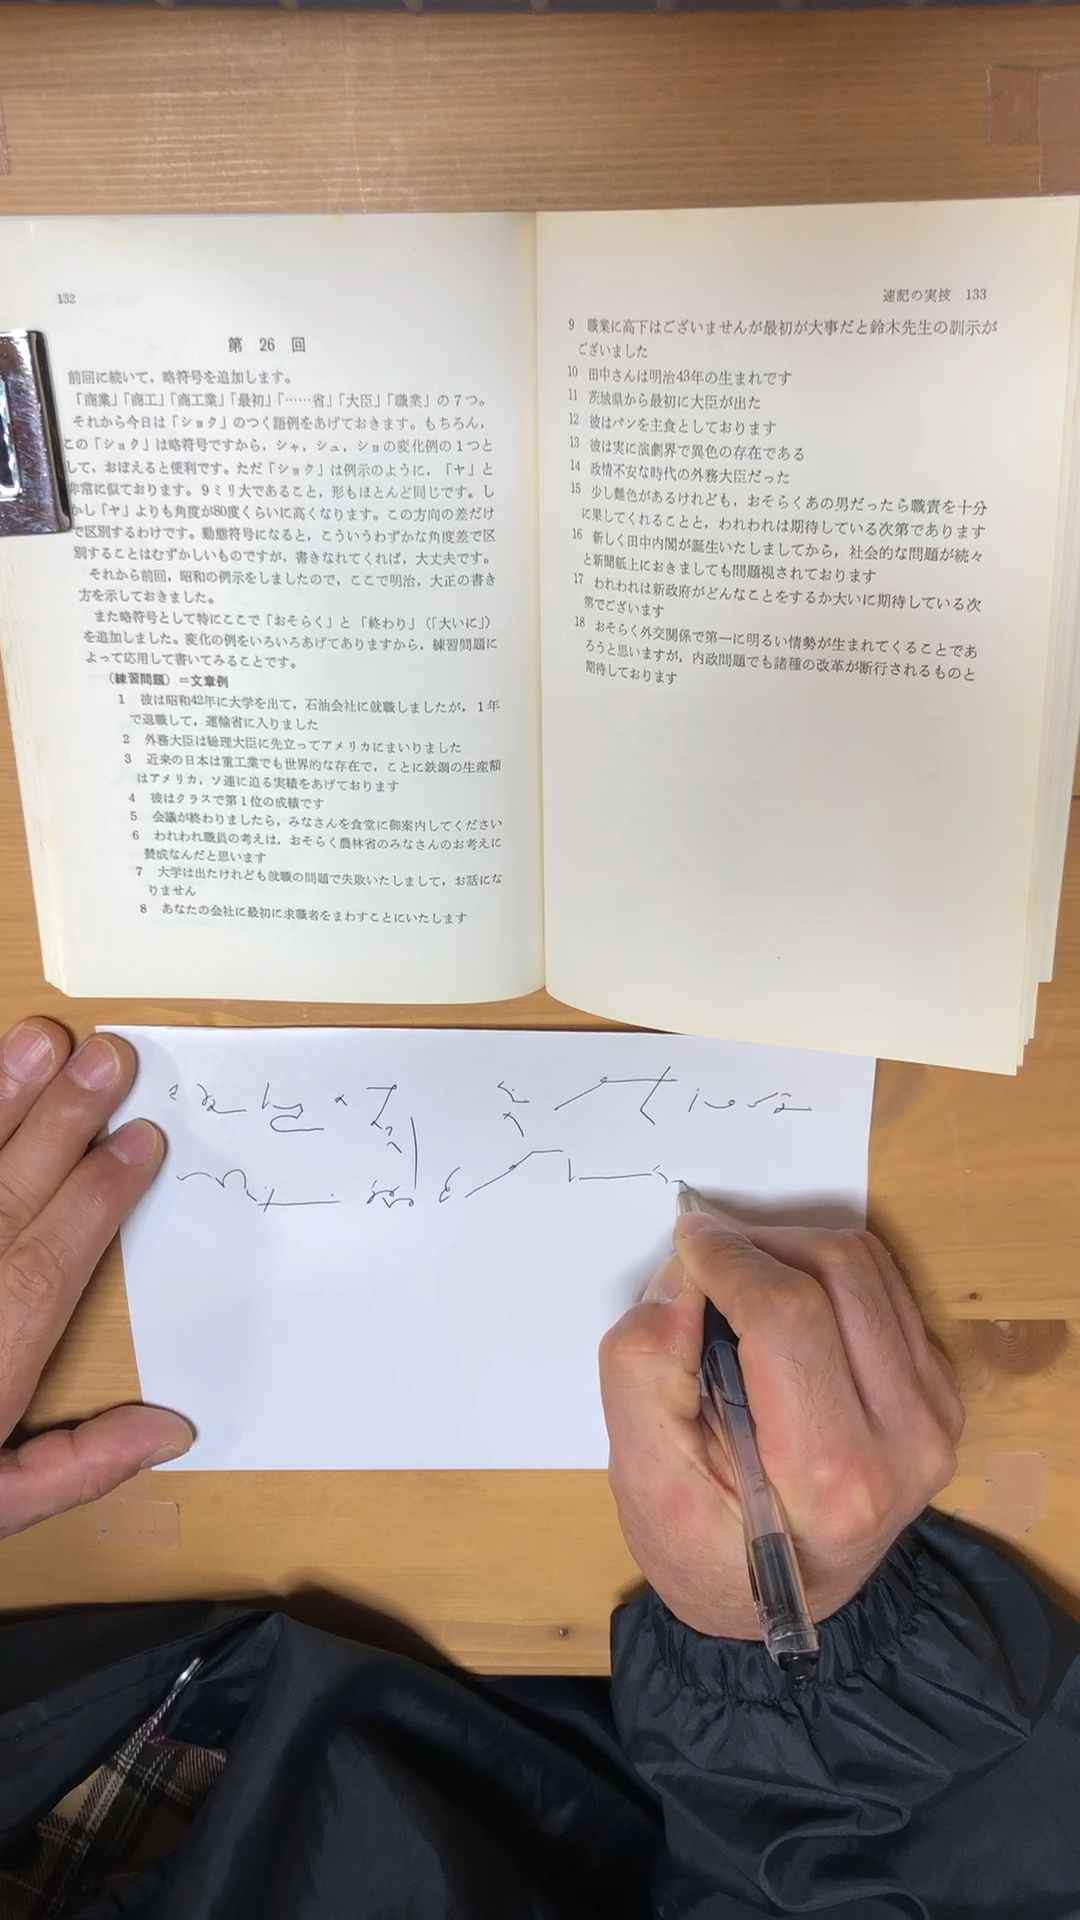 132
第 26 回
前回に続いて，略符号を追加します。
「商業」「商工」「商工業」「最初」「……省」「大臣」「職業」の７つ。
それから今日は「ショク」のつく語例をあげておきます。もちろん，
この「ショク」は略符号ですから，シャ，シュ，ショの変化例の１つと
して，おぼえると便利です。ただ「ショク」は例示のように，「ヤ」と
非常に似ております。９ミリ大であること，形もほとんど同じです。し
かし「ヤ」よりも角度が80度くらいに高くなります。この方向の差だけ
で区別するわけです。動態符号になると，こういうわずかな角度差で区
別することはむずかしいものですが，書きなれてくれば，大丈夫です。
それから前回，昭和の例示をしましたので，ここで明治，大正の書き
方を示しておきました。
また略符号として特にここで「おそらく」と「終わり」（「大いに」）
を追加しました。変化の例をいろいろあげてありますから，練習問題に
よって応用して書いてみることです。
（練習問題）＝文章例
1 彼は昭和42年に大学を出て，石油会社に就職しましたが，１年
で退職して，運輸省に入りました
2 外務大臣は総理大臣に先立ってアメリカにまいりました
3 近来の日本は重工業でも世界的な存在で，ことに鉄鋼の生産額
はアメリカ，ソ連に迫る実績をあげております
4 彼はクラスで第１位の成績です
5 会議が終わりましたら，みなさんを食堂に御案内してください
6 われわれ職員の考えは，おそらく農林省のみなさんのお考えに
賛成なんだと思います
7 大学は出たけれども就職の問題で失敗いたしまして，お話にな
りません
8 あなたの会社に最初に求職者をまわすことにいたします
速記の実技 133
9 職業に高下はございませんが最初が大事だと鈴木先生の訓示が
ございました
10 田中さんは明治43年の生まれです
11 茨城県から最初に大臣が出た
12 彼はパンを主食としております
13 彼は実に演劇界で異色の存在である
14 政情不安な時代の外務大臣だった
15 少し難色があるけれども，おそらくあの男だったら職責を十分
に果してくれることと，われわれは期待している次第であります
16 新しく田中内閣が誕生いたしましてから，社会的な問題が続々
と新聞紙上におきましても問題視されております
17 われわれは新政府がどんなことをするか大いに期待している次
第でございます
18 おそらく外交関係で第一に明るい情勢が生まれてくることであ
ろうと思いますが，内政問題でも諸種の改革が断行されるものと
期待しております